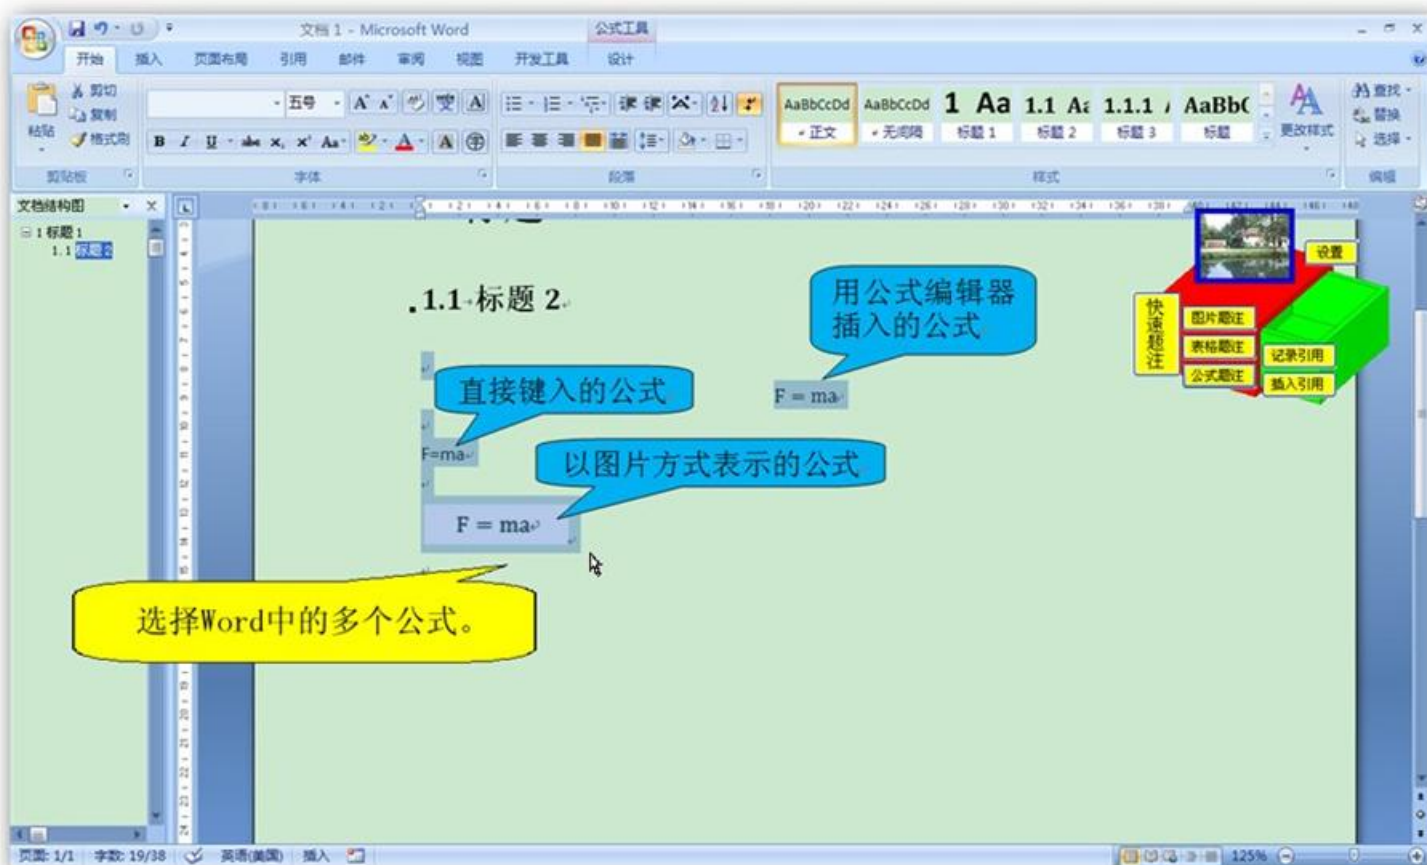 文档 1 - Microsoft Word
公式工具
开始 插入 页面布局 引用 邮件 审阅 视图 开发工具 设计
粘贴
剪切
复制
格式刷
五号
AaBbCcDd AaBbCcDd 1 Aa 1.1 Aa 1.1.1 AaBb(
正文 无间隔 标题 1 标题 2 标题 3 标题
更改样式
查找
替换
选择
剪贴板 字体 段落 样式 编辑
文档结构图
1 标题 1
1.1 标题 2
1.1 标题 2
用公式编辑器
插入的公式
F = ma
直接键入的公式
F=ma
以图片方式表示的公式
F = ma
选择Word中的多个公式。
设置
快速题注
图片题注
表格题注
公式题注
记录引用
插入引用
页面: 1/1 字数: 19/38 英语(美国) 插入
125%